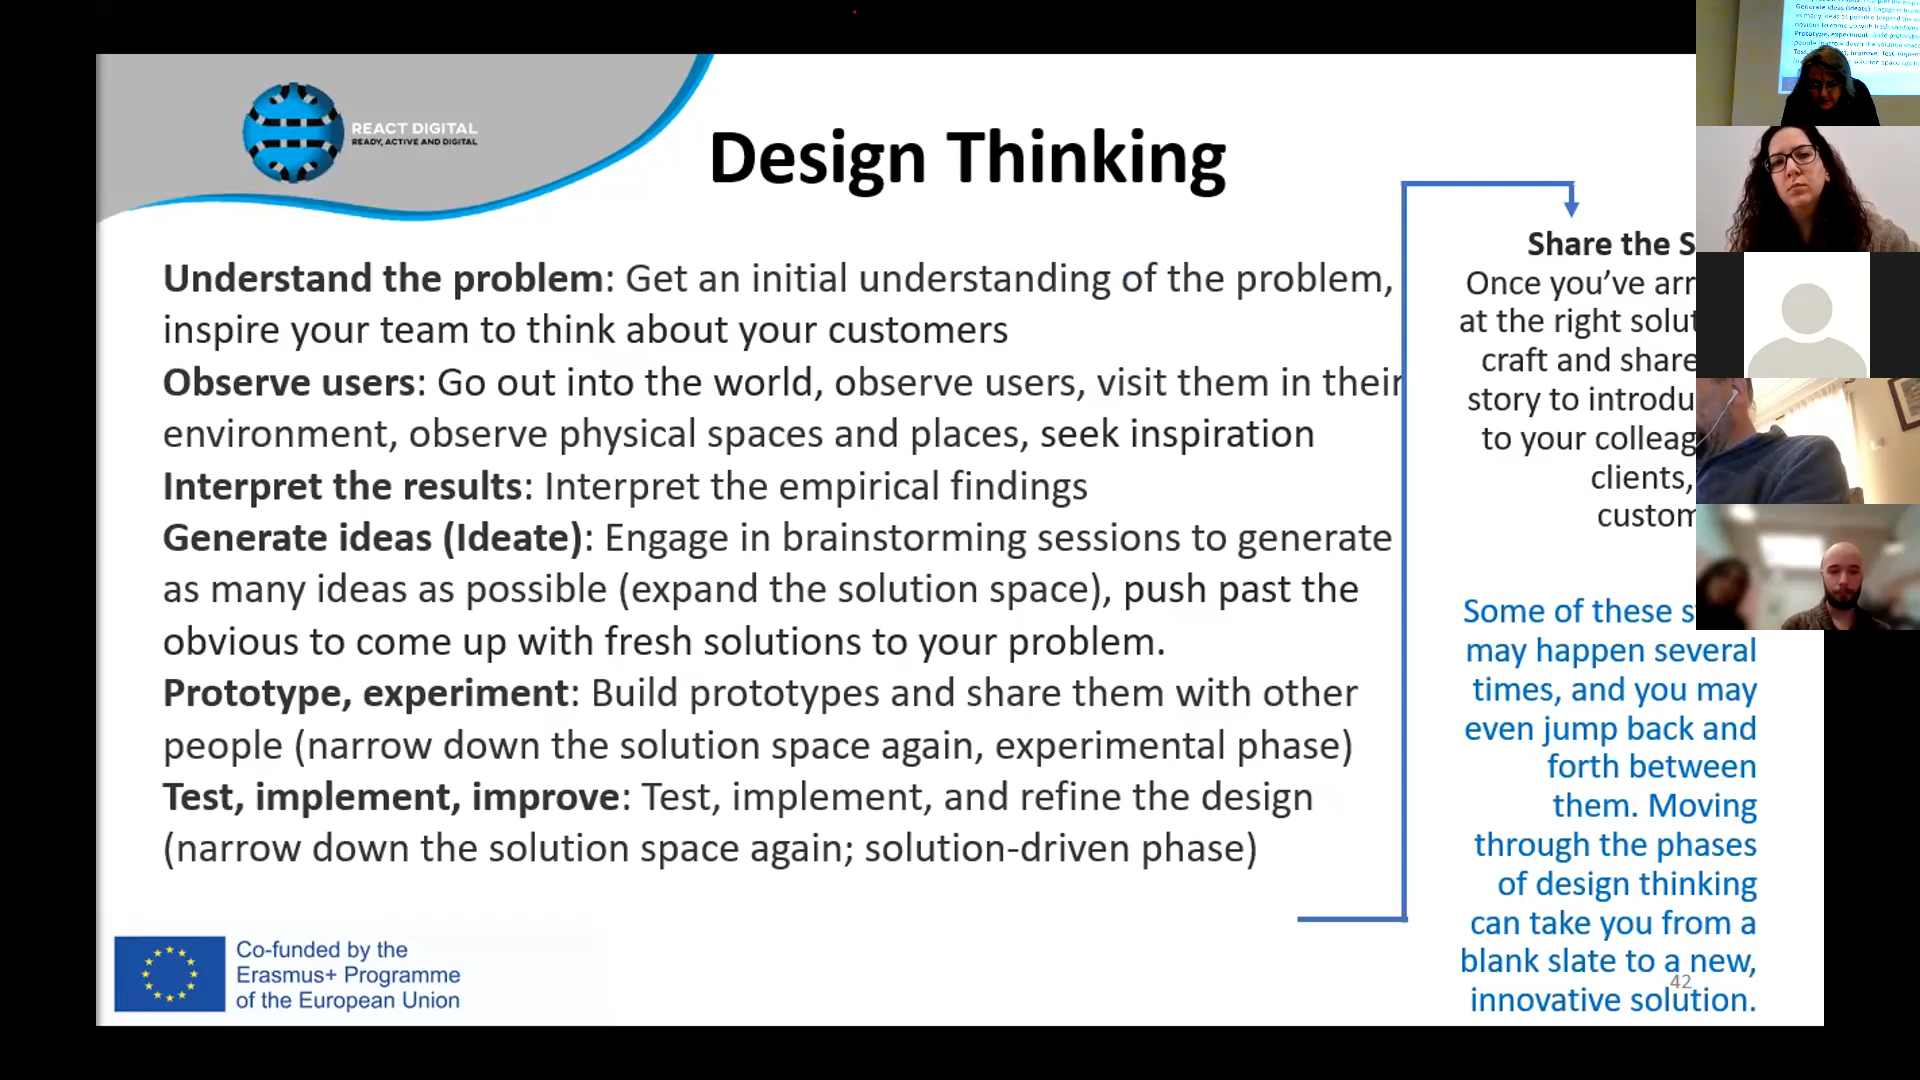 REACT DIGITAL
READY, ACTIVE AND DIGITAL
Design Thinking
Understand the problem: Get an initial understanding of the problem,
inspire your team to think about your customers
Observe users: Go out into the world, observe users, visit them in their
environment, observe physical spaces and places, seek inspiration
Interpret the results: Interpret the empirical findings
Generate ideas (Ideate): Engage in brainstorming sessions to generate
as many ideas as possible (expand the solution space), push past the
obvious to come up with fresh solutions to your problem.
Prototype, experiment: Build prototypes and share them with other
people (narrow down the solution space again, experimental phase)
Test, implement, improve: Test, implement, and refine the design
(narrow down the solution space again; solution-driven phase)
Share the S
Once you’ve arr
at the right solut
craft and share
story to introdu
to your colleag
clients,
custom
Some of these s
may happen several
times, and you may
even jump back and
forth between
them. Moving
through the phases
of design thinking
can take you from a
blank slate to a new,
innovative solution.
42
Co-funded by the
Erasmus+ Programme
of the European Union